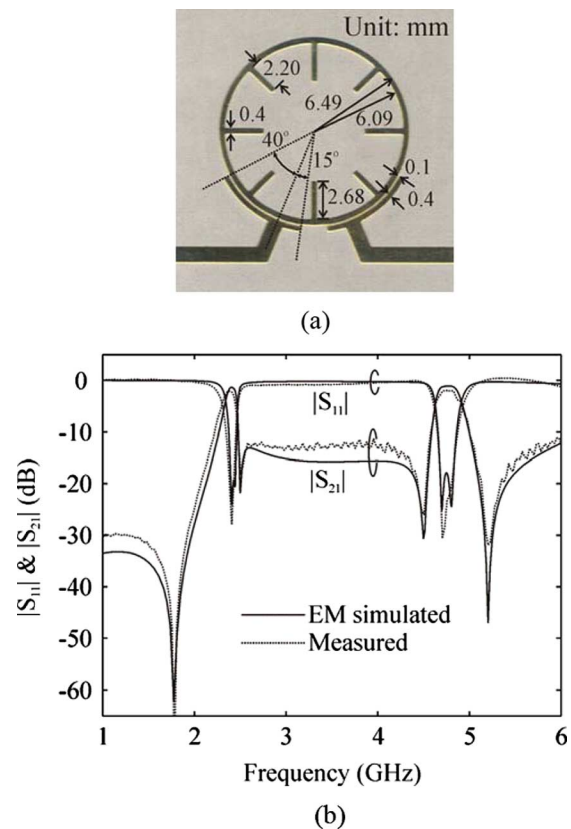 Unit: mm
2.20
6.49
6.09
0.4
40°
15°
0.1
0.4
2.68
(a)
0
-10
-20
-30
-40
-50
-60
|S11| & |S21| (dB)
|S11|
|S21|
EM simulated
Measured
1 2 3 4 5 6
Frequency (GHz)
(b)